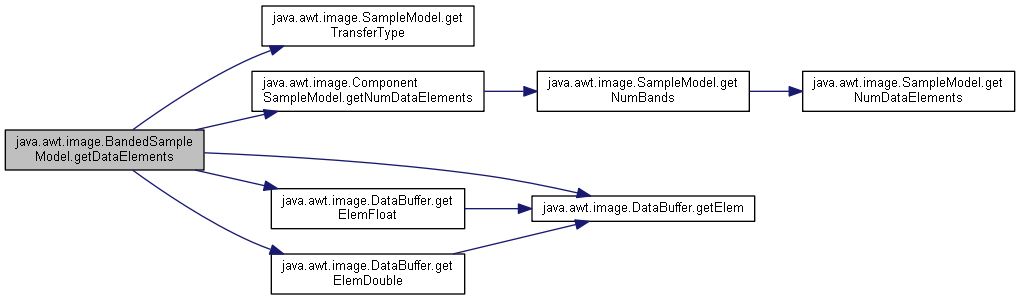 java.awt.image.SampleModel.get
TransferType
java.awt.image.Component
SampleModel.getNumDataElements
java.awt.image.SampleModel.get
NumBands
java.awt.image.SampleModel.get
NumDataElements
java.awt.image.BandedSample
Model.getDataElements
java.awt.image.DataBuffer.get
ElemFloat
java.awt.image.DataBuffer.getElem
java.awt.image.DataBuffer.get
ElemDouble